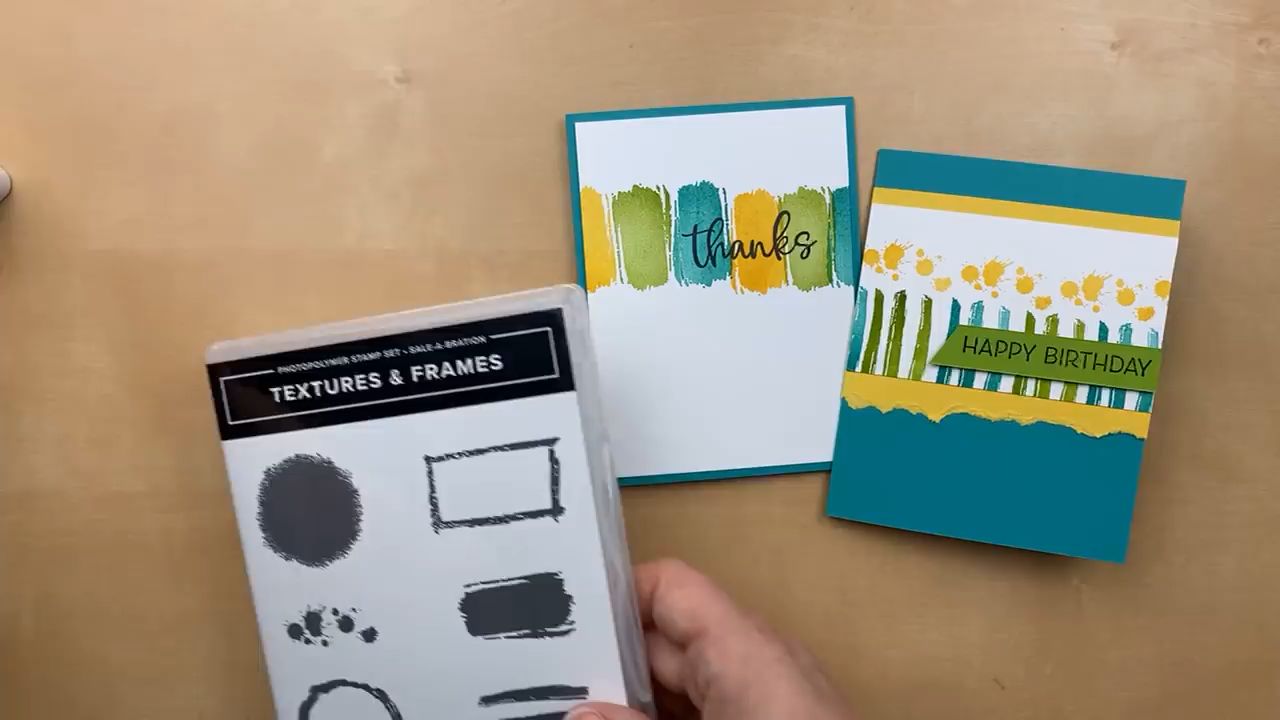 PHOTOPOLYMER STAMP SET • SALE-A-BRATION
TEXTURES & FRAMES
thanks
HAPPY BIRTHDAY